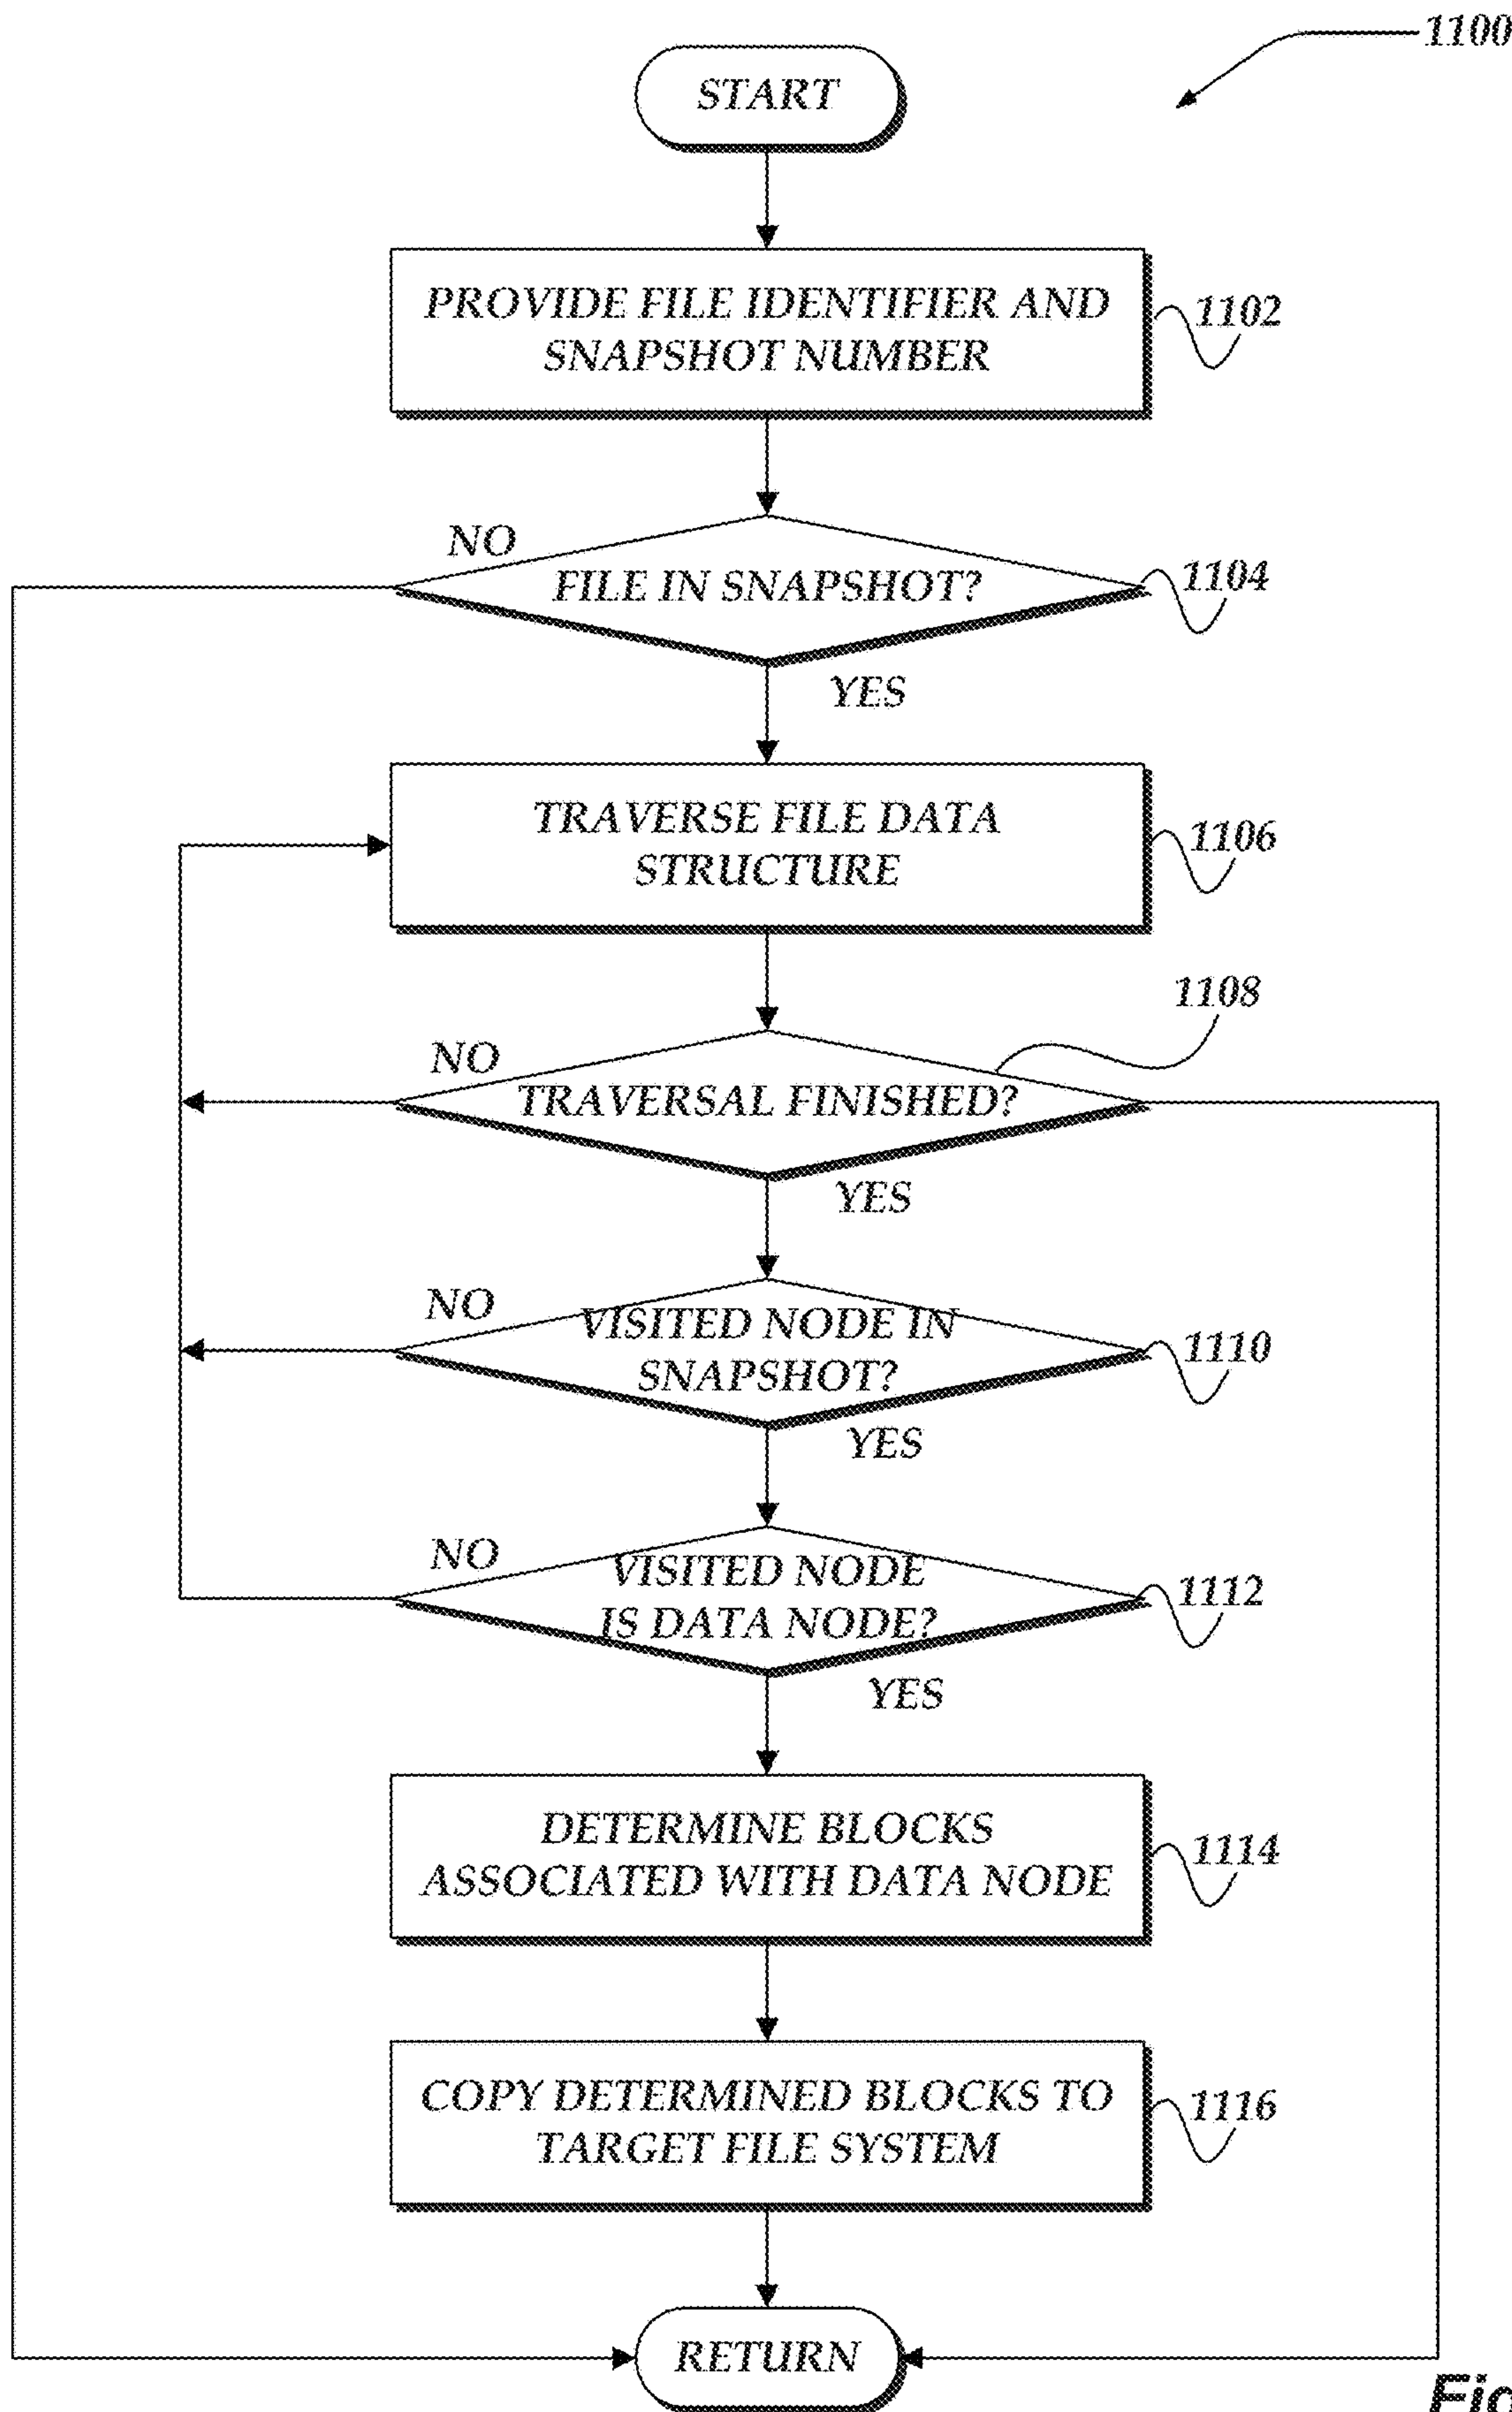 1100
START
PROVIDE FILE IDENTIFIER AND
SNAPSHOT NUMBER
1102
NO
FILE IN SNAPSHOT?
1104
YES
TRAVERSE FILE DATA
STRUCTURE
1106
1108
NO
TRAVERSAL FINISHED?
YES
NO
VISITED NODE IN
SNAPSHOT?
1110
YES
NO
VISITED NODE
IS DATA NODE?
1112
YES
DETERMINE BLOCKS
ASSOCIATED WITH DATA NODE
1114
COPY DETERMINED BLOCKS TO
TARGET FILE SYSTEM
1116
RETURN
Fig